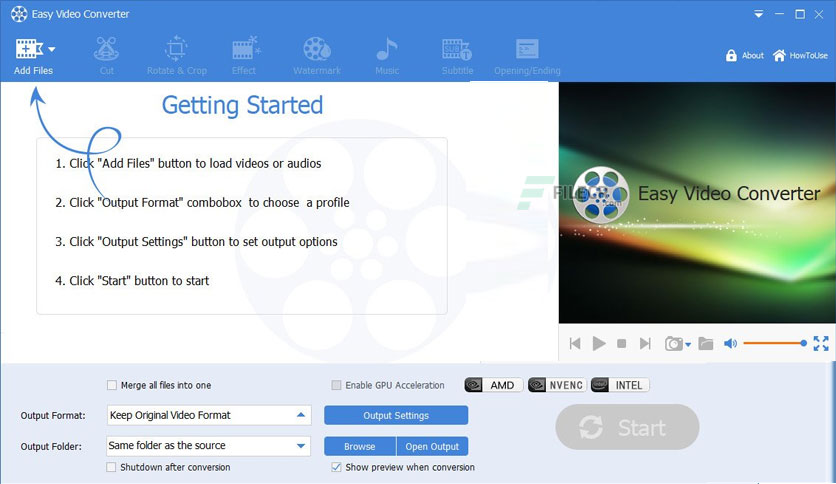 Easy Video Converter
Add Files
Cut
Rotate & Crop
Effect
Watermark
Music
SUB
Subtitle
Opening/Ending
About
HowToUse
Getting Started
1. Click "Add Files" button to load videos or audios
2. Click "Output Format" combobox to choose a profile
3. Click "Output Settings" button to set output options
4. Click "Start" button to start
Easy Video Converter
Merge all files into one
Enable GPU Acceleration
AMD
NVENC
INTEL
Output Format:
Keep Original Video Format
Output Settings
Start
Output Folder:
Same folder as the source
Browse
Open Output
Shutdown after conversion
Show preview when conversion